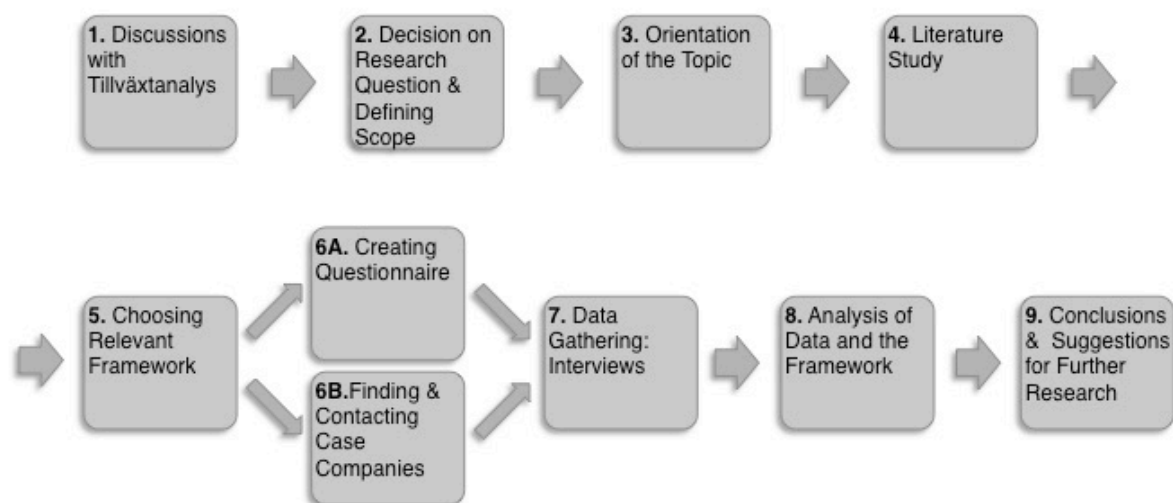 1. Discussions
with
Tillväxtanalys
2. Decision on
Research
Question &
Defining
Scope
3. Orientation
of the Topic
4. Literature
Study
5. Choosing
Relevant
Framework
6A. Creating
Questionnaire
6B.Finding &
Contacting
Case
Companies
7. Data
Gathering:
Interviews
8. Analysis of
Data and the
Framework
9. Conclusions
& Suggestions
for Further
Research